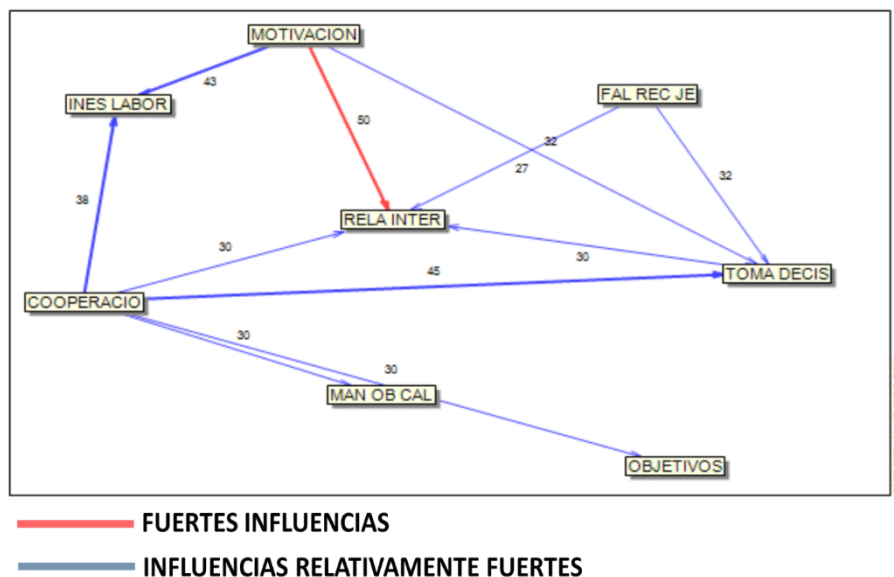 MOTIVACION
43
FAL REC JE
INES LABOR
50
32
27
32
38
RELA INTER
30
30
45
TOMA DECIS
COOPERACIO
30
30
MAN OB CAL
OBJETIVOS
FUERTES INFLUENCIAS
INFLUENCIAS RELATIVAMENTE FUERTES